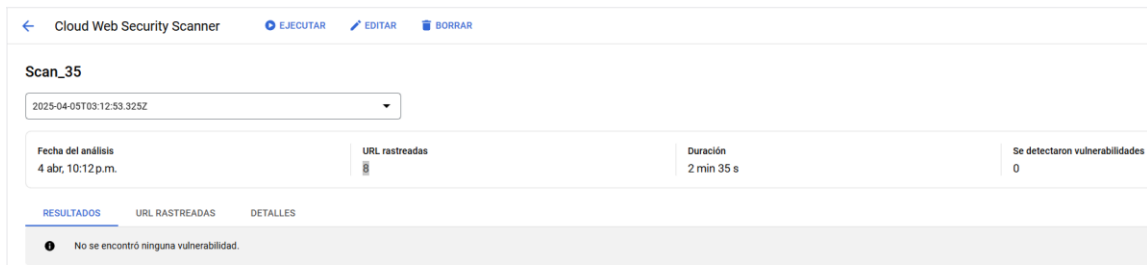 Cloud Web Security Scanner EJECUTAR EDITAR BORRAR
Scan_35
2025-04-05T03:12:53.325Z
Fecha del análisis URL rastreadas Duración Se detectaron vulnerabilidades
4 abr, 10:12 p.m. 8 2 min 35 s 0
RESULTADOS URL RASTREADAS DETALLES
No se encontró ninguna vulnerabilidad.